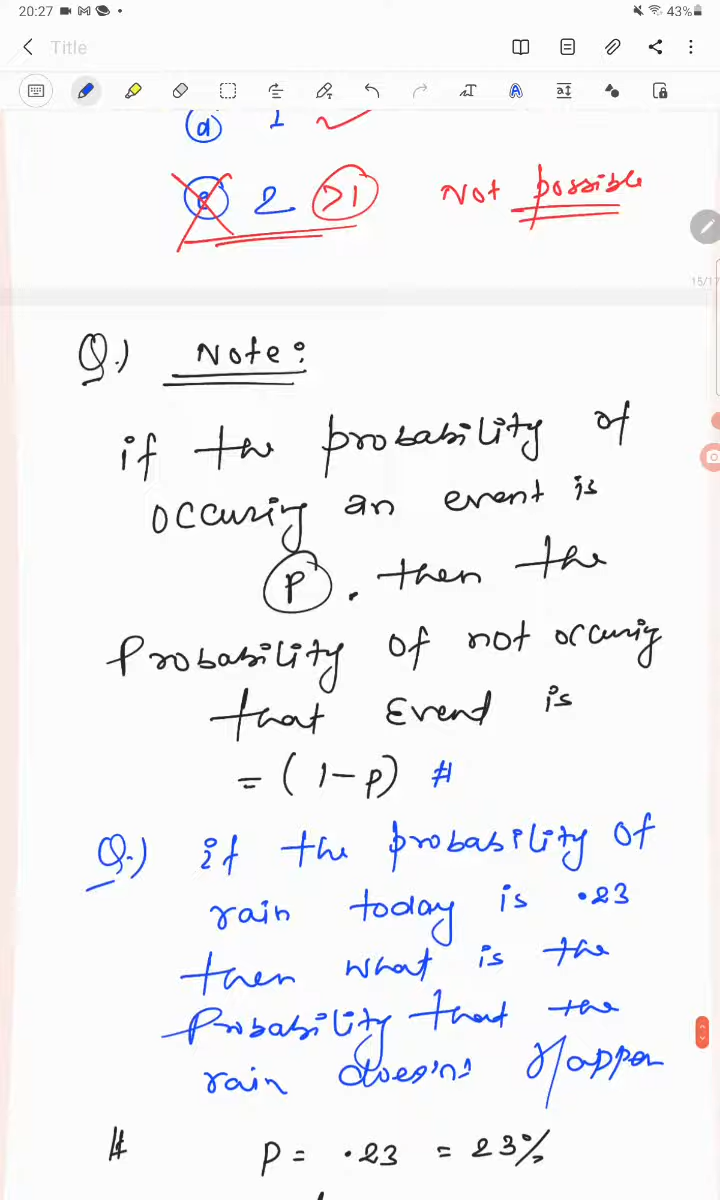 20:27
43%
Title
(d) 1
(e) 2 >1 Not possible
15/17
Q.) Note:
if the probability of
occuring an event is
P . then the
Probability of not occuring
that Event is
= (1-p) #
Q.) if the probability of
rain today is .23
then what is the
Probability that the
rain doesn't Happen
# P = .23 = 23%